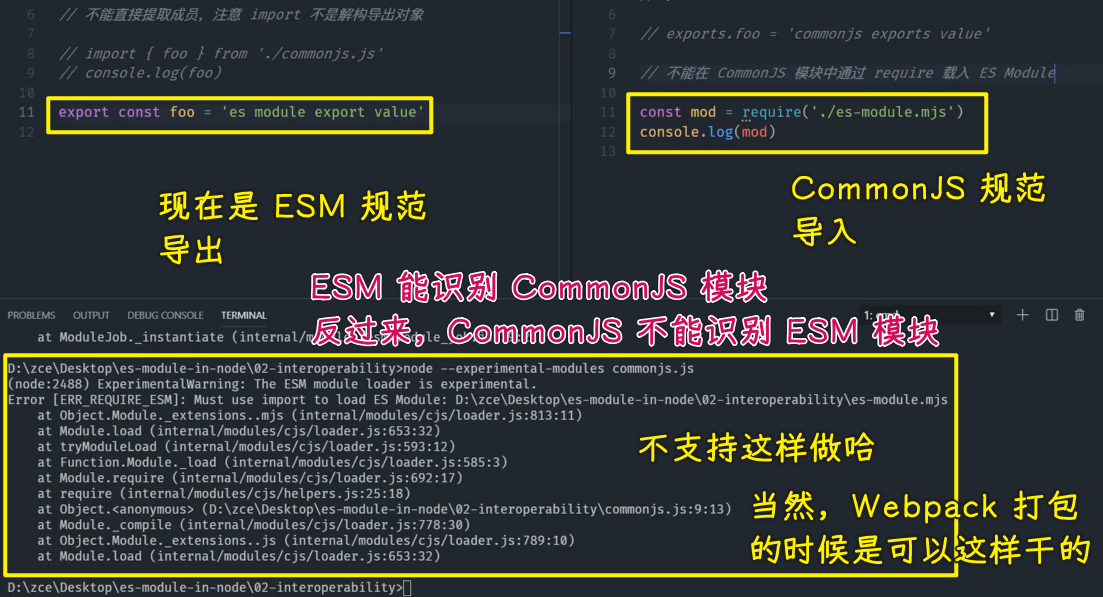 6 // 不能直接提取成员，注意 import 不是解构导出对象
7
8 // import { foo } from './commonjs.js'
9 // console.log(foo)
10
11 export const foo = 'es module export value'
12
现在是 ESM 规范
导出
6
7 // exports.foo = 'commonjs exports value'
8
9 // 不能在 CommonJS 模块中通过 require 载入 ES Module
10
11 const mod = require('./es-module.mjs')
12 console.log(mod)
13
CommonJS 规范
导入
ESM 能识别 CommonJS 模块
反过来，CommonJS 不能识别 ESM 模块
PROBLEMS OUTPUT DEBUG CONSOLE TERMINAL 1:
at ModuleJob._instantiate (internal/m
D:\zce\Desktop\es-module-in-node\02-interoperability>node --experimental-modules commonjs.js
(node:2488) ExperimentalWarning: The ESM module loader is experimental.
Error [ERR_REQUIRE_ESM]: Must use import to load ES Module: D:\zce\Desktop\es-module-in-node\02-interoperability\es-module.mjs
at Object.Module._extensions..mjs (internal/modules/cjs/loader.js:813:11)
at Module.load (internal/modules/cjs/loader.js:653:32)
at tryModuleLoad (internal/modules/cjs/loader.js:593:12)
at Function.Module._load (internal/modules/cjs/loader.js:585:3)
at Module.require (internal/modules/cjs/loader.js:692:17)
at require (internal/modules/cjs/helpers.js:25:18)
at Object.<anonymous> (D:\zce\Desktop\es-module-in-node\02-interoperability\commonjs.js:9:13)
at Module._compile (internal/modules/cjs/loader.js:778:30)
at Object.Module._extensions..js (internal/modules/cjs/loader.js:789:10)
at Module.load (internal/modules/cjs/loader.js:653:32)
不支持这样做哈
当然，Webpack 打包
的时候是可以这样干的
D:\zce\Desktop\es-module-in-node\02-interoperability>